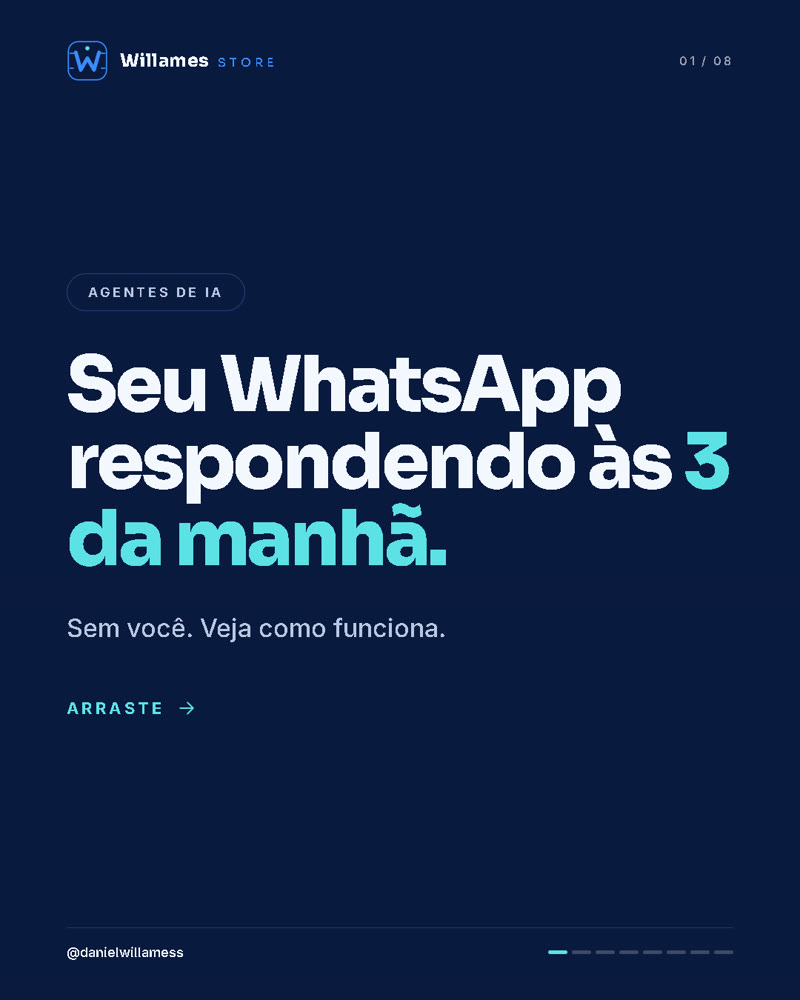 Willames STORE
01 / 08
AGENTES DE IA
Seu WhatsApp
respondendo às 3
da manhã.
Sem você. Veja como funciona.
ARRASTE →
@danielwillamess